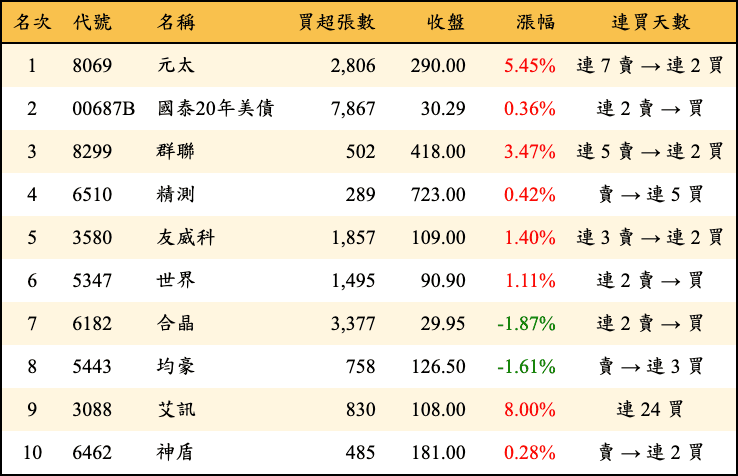 名次 代號 名稱 買超張數 收盤 漲幅 連買天數
1 8069 元太 2,806 290.00 5.45% 連 7 賣 → 連 2 買
2 00687B 國泰20年美債 7,867 30.29 0.36% 連 2 賣 → 買
3 8299 群聯 502 418.00 3.47% 連 5 賣 → 連 2 買
4 6510 精測 289 723.00 0.42% 賣 → 連 5 買
5 3580 友威科 1,857 109.00 1.40% 連 3 賣 → 連 2 買
6 5347 世界 1,495 90.90 1.11% 連 2 賣 → 買
7 6182 合晶 3,377 29.95 -1.87% 連 2 賣 → 買
8 5443 均豪 758 126.50 -1.61% 賣 → 連 3 買
9 3088 艾訊 830 108.00 8.00% 連 24 買
10 6462 神盾 485 181.00 0.28% 賣 → 連 2 買